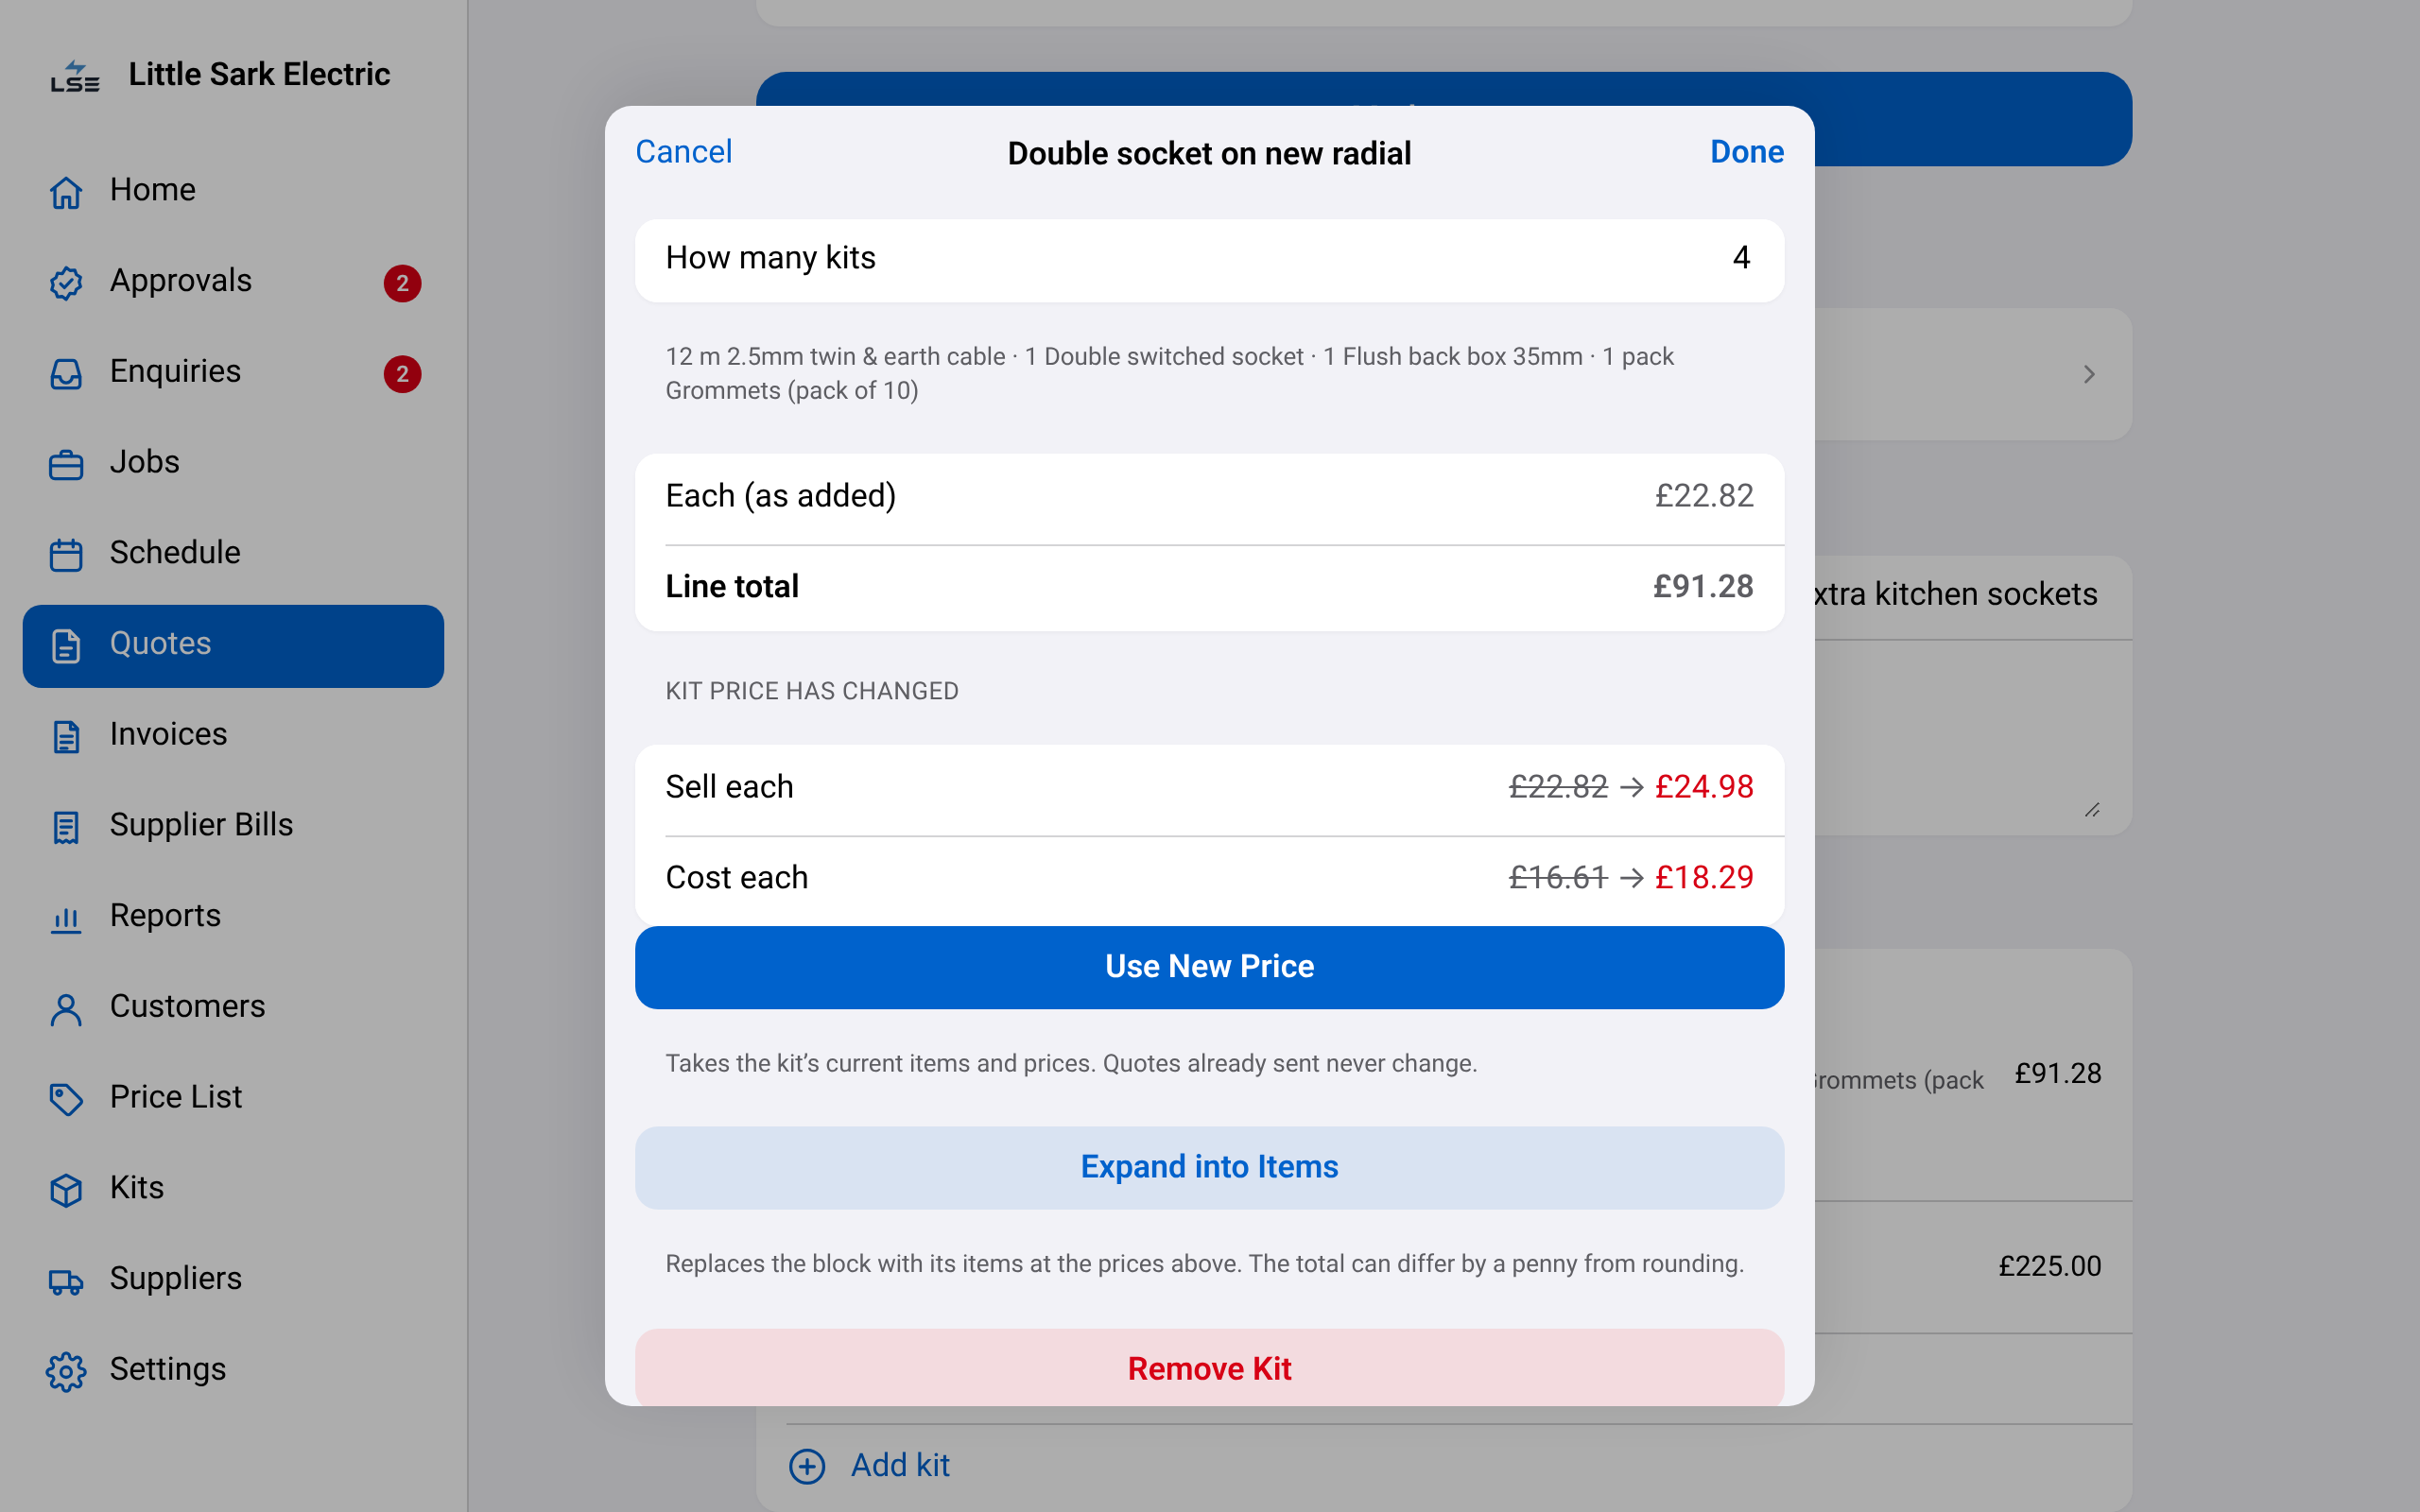 LSE
Little Sark Electric
Home
Approvals
2
Enquiries
2
Jobs
Schedule
Quotes
Invoices
Supplier Bills
Reports
Customers
Price List
Kits
Suppliers
Settings
Cancel
Double socket on new radial
Done
How many kits
4
12 m 2.5mm twin & earth cable · 1 Double switched socket · 1 Flush back box 35mm · 1 pack
Grommets (pack of 10)
Each (as added)
£22.82
Line total
£91.28
KIT PRICE HAS CHANGED
Sell each
£22.82 → £24.98
Cost each
£16.61 → £18.29
Use New Price
Takes the kit’s current items and prices. Quotes already sent never change.
Expand into Items
Replaces the block with its items at the prices above. The total can differ by a penny from rounding.
Remove Kit
kitchen sockets
(pack
£91.28
£225.00
Add kit